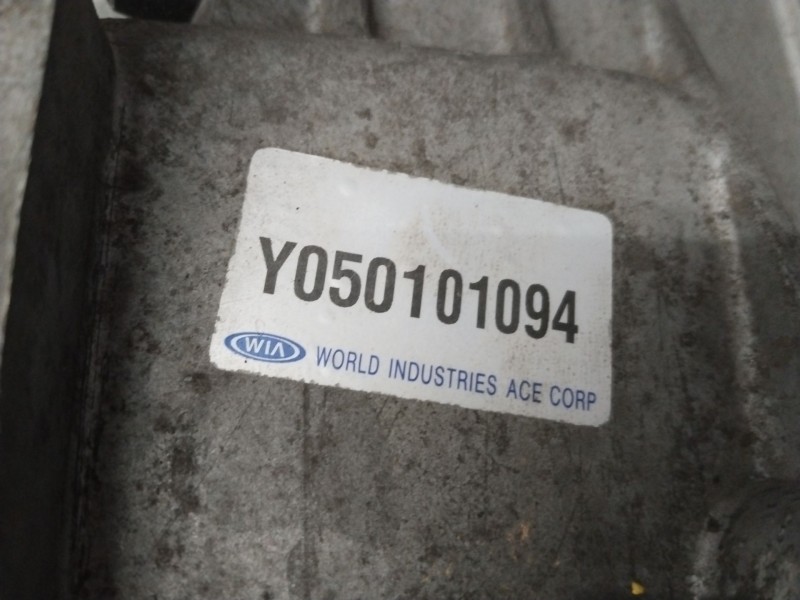 Y050101094
WIA WORLD INDUSTRIES ACE CORP